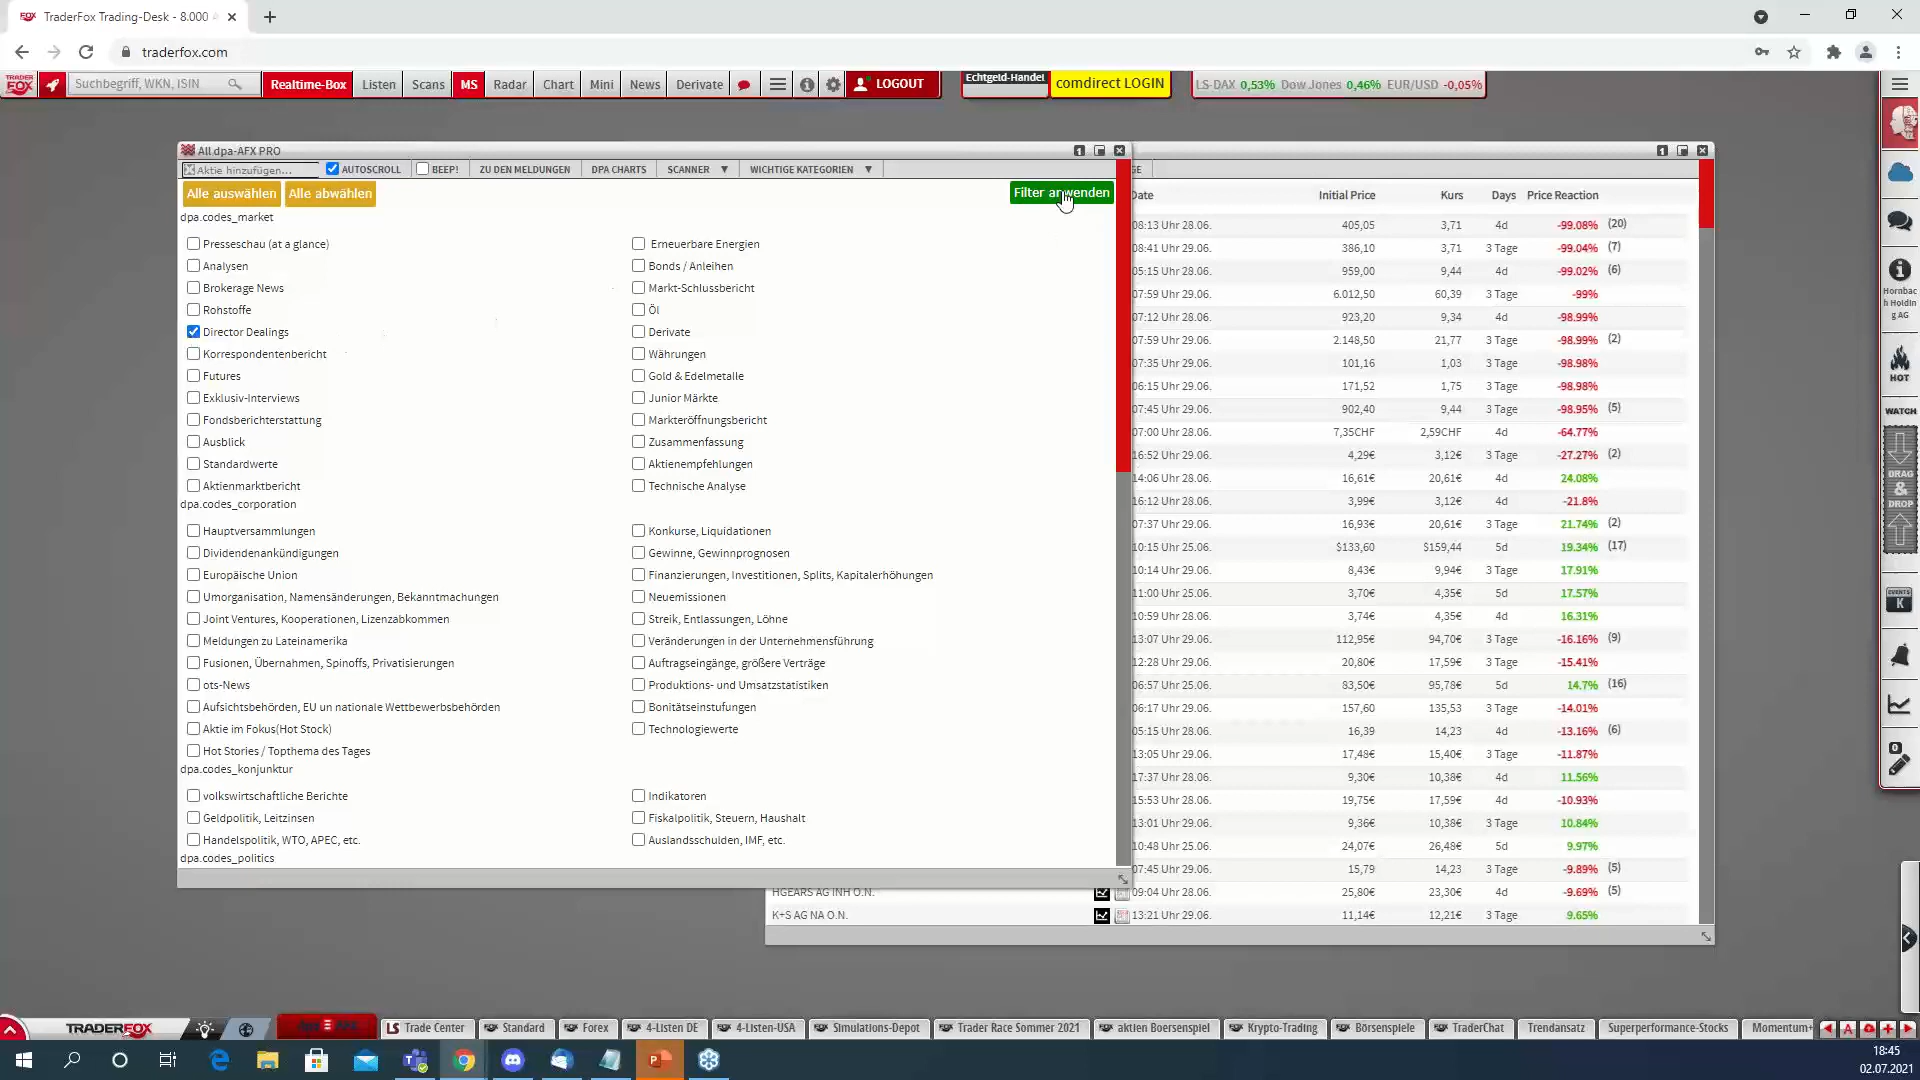 TraderFox Trading-Desk - 8.000
traderfox.com
TRADER FOX
Suchbegriff, WKN, ISIN
Realtime-Box Listen Scans MS Radar Chart Mini News Derivate LOGOUT
Echtgeld-Handel comdirect LOGIN
LS-DAX 0,53% Dow Jones 0,46% EUR/USD -0,05%
All dpa-AFX PRO
Aktie hinzufügen... AUTOSCROLL BEEP! ZU DEN MELDUNGEN DPA CHARTS SCANNER WICHTIGE KATEGORIEN
Alle auswählen Alle abwählen Filter anwenden
dpa.codes_market
Presseschau (at a glance) Erneuerbare Energien
Analysen Bonds / Anleihen
Brokerage News Markt-Schlussbericht
Rohstoffe Öl
Director Dealings Derivate
Korrespondentenbericht Währungen
Futures Gold & Edelmetalle
Exklusiv-Interviews Junior Märkte
Fondsberichterstattung Markteröffnungsbericht
Ausblick Zusammenfassung
Standardwerte Aktienempfehlungen
Aktienmarktbericht Technische Analyse
dpa.codes_corporation
Hauptversammlungen Konkurse, Liquidationen
Dividendenankündigungen Gewinne, Gewinnprognosen
Europäische Union Finanzierungen, Investitionen, Splits, Kapitalerhöhungen
Umorganisation, Namensänderungen, Bekanntmachungen Neuemissionen
Joint Ventures, Kooperationen, Lizenzabkommen Streik, Entlassungen, Löhne
Meldungen zu Lateinamerika Veränderungen in der Unternehmensführung
Fusionen, Übernahmen, Spinoffs, Privatisierungen Auftragseingänge, größere Verträge
ots-News Produktions- und Umsatzstatistiken
Aufsichtsbehörden, EU un nationale Wettbewerbsbehörden Bonitätseinstufungen
Aktie im Fokus(Hot Stock) Technologiewerte
Hot Stories / Topthema des Tages
dpa.codes_konjunktur
volkswirtschaftliche Berichte Indikatoren
Geldpolitik, Leitzinsen Fiskalpolitik, Steuern, Haushalt
Handelspolitik, WTO, APEC, etc. Auslandsschulden, IMF, etc.
dpa.codes_politics
GE
Date Initial Price Kurs Days Price Reaction
08:13 Uhr 28.06. 405,05 3,71 4d -99.08% (20)
08:41 Uhr 29.06. 386,10 3,71 3 Tage -99.04% (7)
05:15 Uhr 28.06. 959,00 9,44 4d -99.02% (6)
07:59 Uhr 29.06. 6.012,50 60,39 3 Tage -99%
07:12 Uhr 28.06. 923,20 9,34 4d -98.99%
07:59 Uhr 29.06. 2.148,50 21,77 3 Tage -98.99% (2)
07:35 Uhr 29.06. 101,16 1,03 3 Tage -98.98%
06:15 Uhr 29.06. 171,52 1,75 3 Tage -98.98%
07:45 Uhr 29.06. 902,40 9,44 3 Tage -98.95% (5)
07:00 Uhr 28.06. 7,35CHF 2,59CHF 4d -64.77%
16:52 Uhr 29.06. 4,29€ 3,12€ 3 Tage -27.27% (2)
14:06 Uhr 28.06. 16,61€ 20,61€ 4d 24.08%
16:12 Uhr 28.06. 3,99€ 3,12€ 4d -21.8%
07:37 Uhr 29.06. 16,93€ 20,61€ 3 Tage 21.74% (2)
10:15 Uhr 25.06. $133,60 $159,44 5d 19.34% (17)
10:14 Uhr 29.06. 8,43€ 9,94€ 3 Tage 17.91%
11:00 Uhr 25.06. 3,70€ 4,35€ 5d 17.57%
10:59 Uhr 28.06. 3,74€ 4,35€ 4d 16.31%
13:07 Uhr 29.06. 112,95€ 94,70€ 3 Tage -16.16% (9)
12:28 Uhr 29.06. 20,80€ 17,59€ 3 Tage -15.41%
06:57 Uhr 25.06. 83,50€ 95,78€ 5d 14.7% (16)
06:17 Uhr 29.06. 157,60 135,53 3 Tage -14.01%
05:15 Uhr 28.06. 16,39 14,23 4d -13.16% (6)
13:05 Uhr 29.06. 17,48€ 15,40€ 3 Tage -11.87%
17:37 Uhr 28.06. 9,30€ 10,38€ 4d 11.56%
15:53 Uhr 28.06. 19,75€ 17,59€ 4d -10.93%
13:01 Uhr 29.06. 9,36€ 10,38€ 3 Tage 10.84%
10:48 Uhr 25.06. 24,07€ 26,48€ 5d 9.97%
07:45 Uhr 29.06. 15,79 14,23 3 Tage -9.89% (5)
HGEARS AG INH O.N. 09:04 Uhr 28.06. 25,80€ 23,30€ 4d -9.69% (5)
K+S AG NA O.N. 13:21 Uhr 29.06. 11,14€ 12,21€ 3 Tage 9.65%
Hornbac
h Holdin
g AG
HOT
WATCH
DRAG
&
DROP
EVENTS
K
0
TRADERFOX LS Trade Center Standard Forex 4-Listen DE 4-Listen-USA Simulations-Depot Trader Race Sommer 2021 aktien Boersenspiel Krypto-Trading Börsenspiele TraderChat Trendansatz Superperformance-Stocks Momentum+ A
18:45
02.07.2021